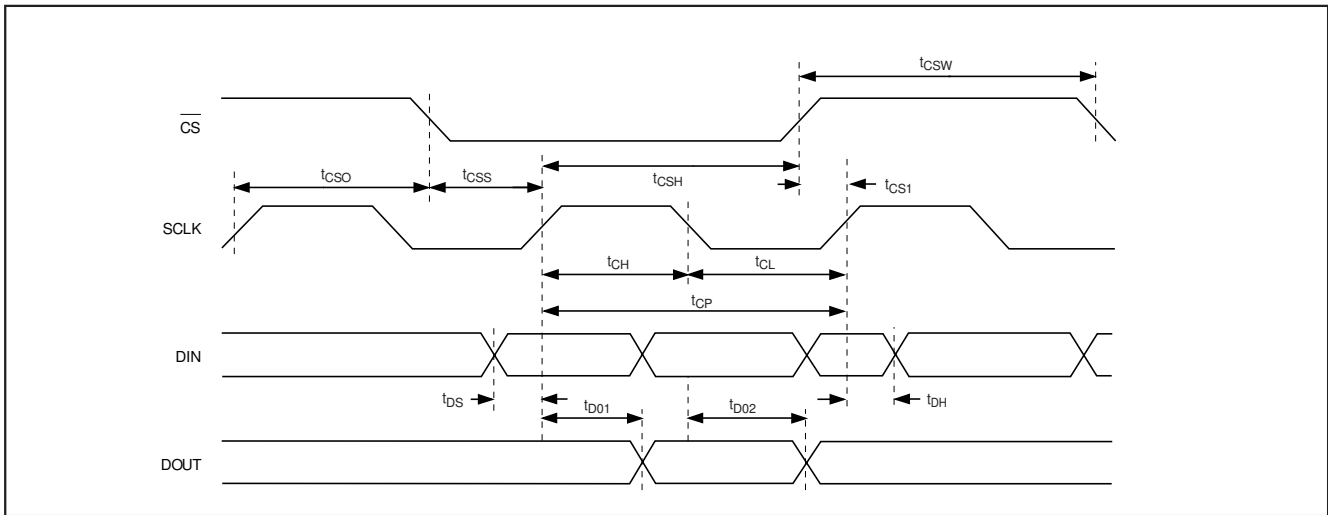 tCSW
CS
tCSO
tCSS
tCSH
tCS1
SCLK
tCH
tCL
tCP
DIN
tDS
tD01
tD02
tDH
DOUT